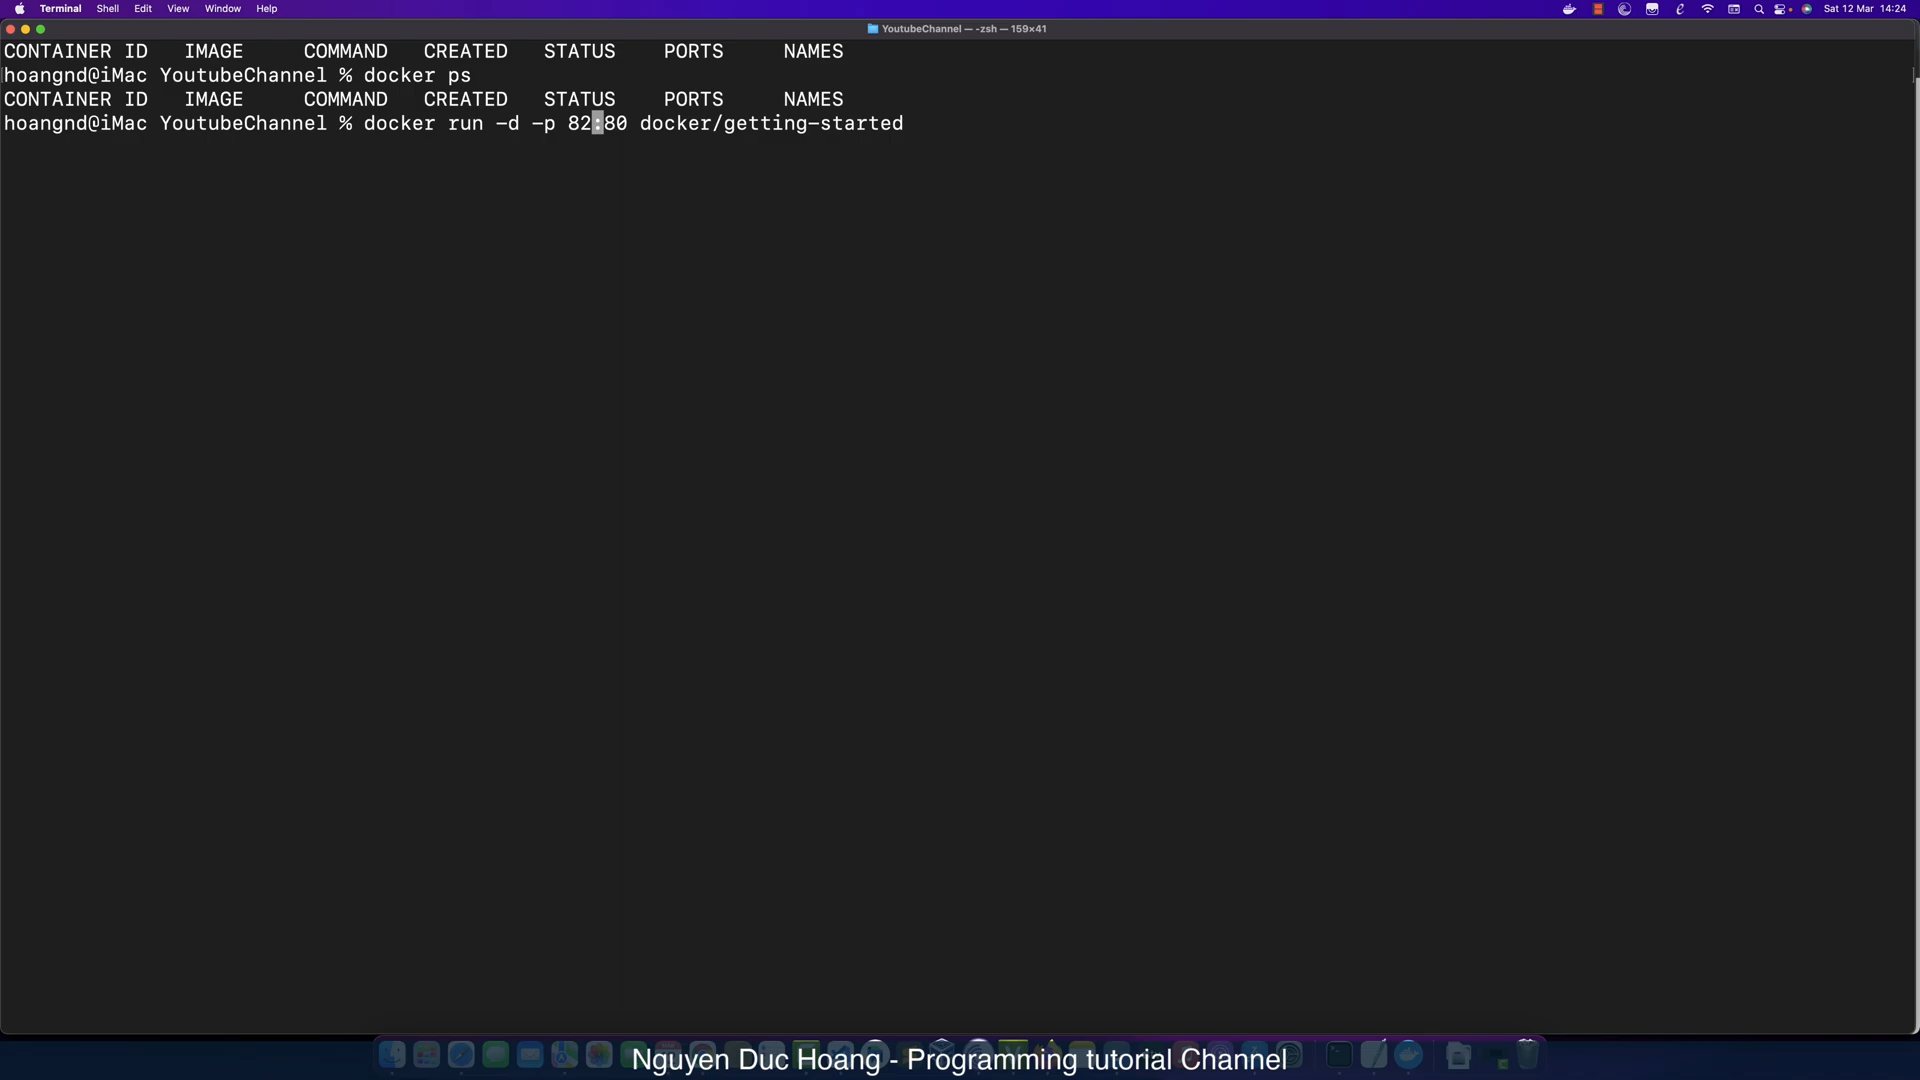 Terminal Shell Edit View Window Help Sat 12 Mar 14:24
YoutubeChannel — -zsh — 159×41
CONTAINER ID IMAGE COMMAND CREATED STATUS PORTS NAMES
hoangnd@iMac YoutubeChannel % docker ps
CONTAINER ID IMAGE COMMAND CREATED STATUS PORTS NAMES
hoangnd@iMac YoutubeChannel % docker run -d -p 82:80 docker/getting-started
Nguyen Duc Hoang - Programming tutorial Channel